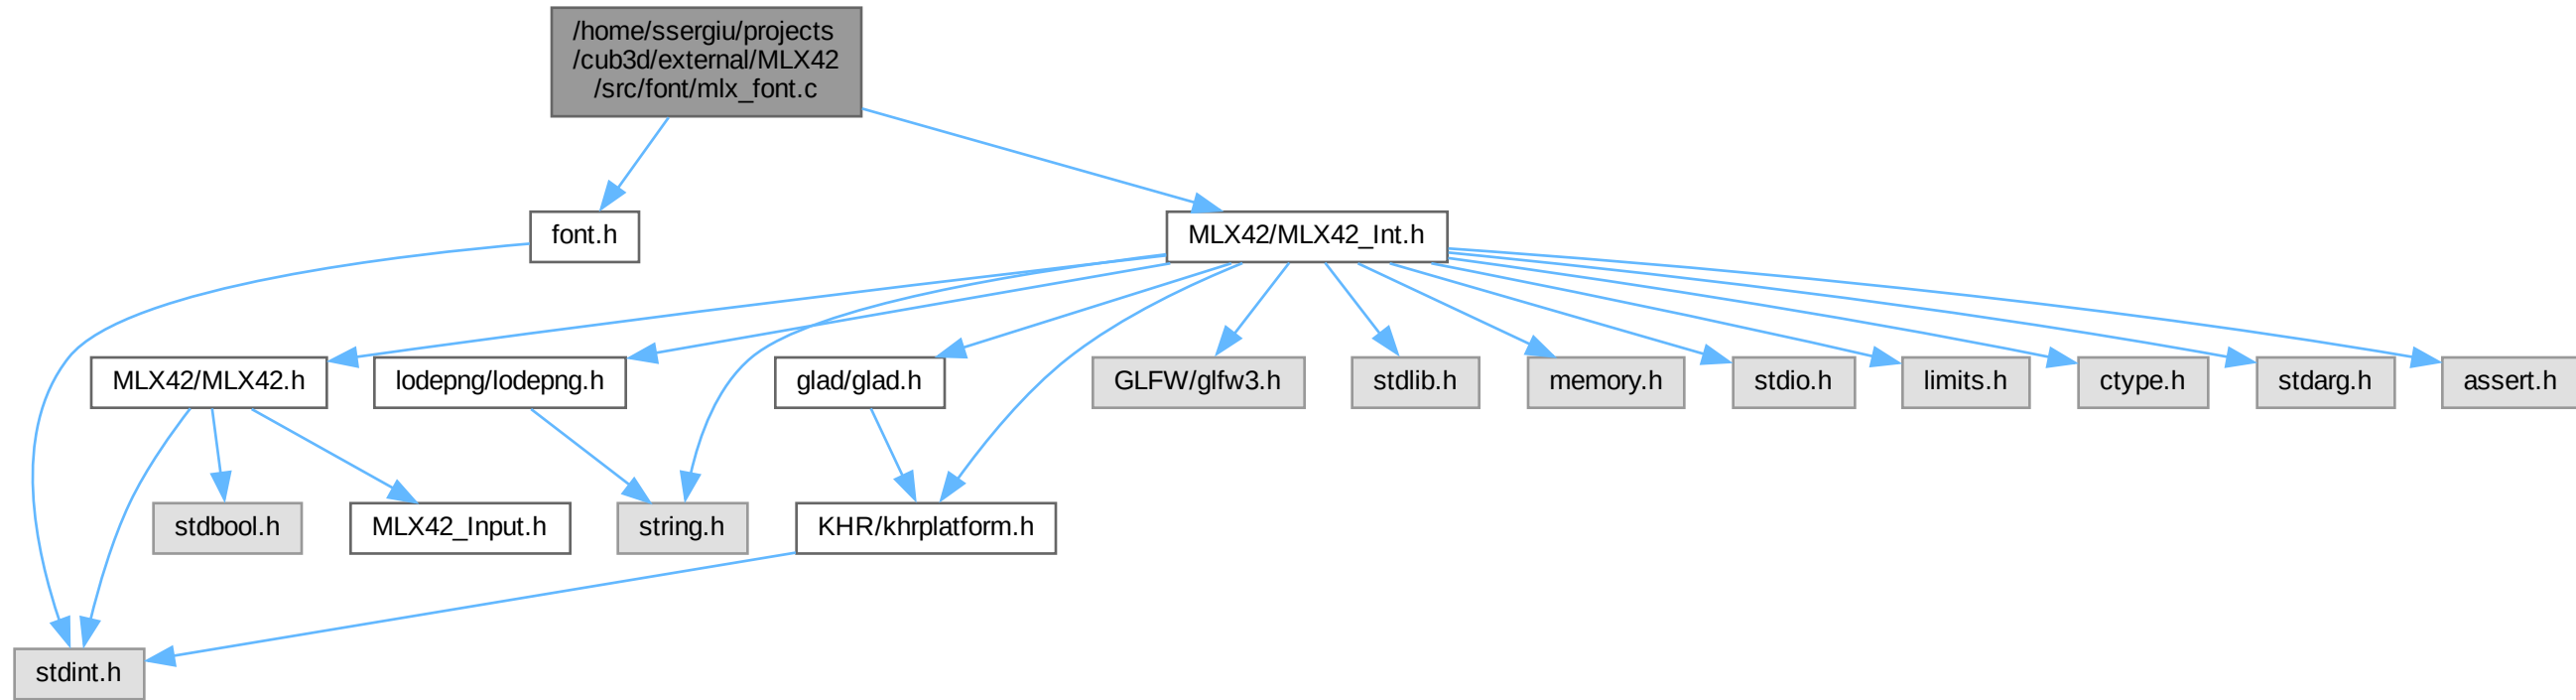 /home/ssergiu/projects
/cub3d/external/MLX42
/src/font/mlx_font.c
font.h
MLX42/MLX42_Int.h
MLX42/MLX42.h
lodepng/lodepng.h
glad/glad.h
GLFW/glfw3.h
stdlib.h
memory.h
stdio.h
limits.h
ctype.h
stdarg.h
assert.h
stdbool.h
MLX42_Input.h
string.h
KHR/khrplatform.h
stdint.h